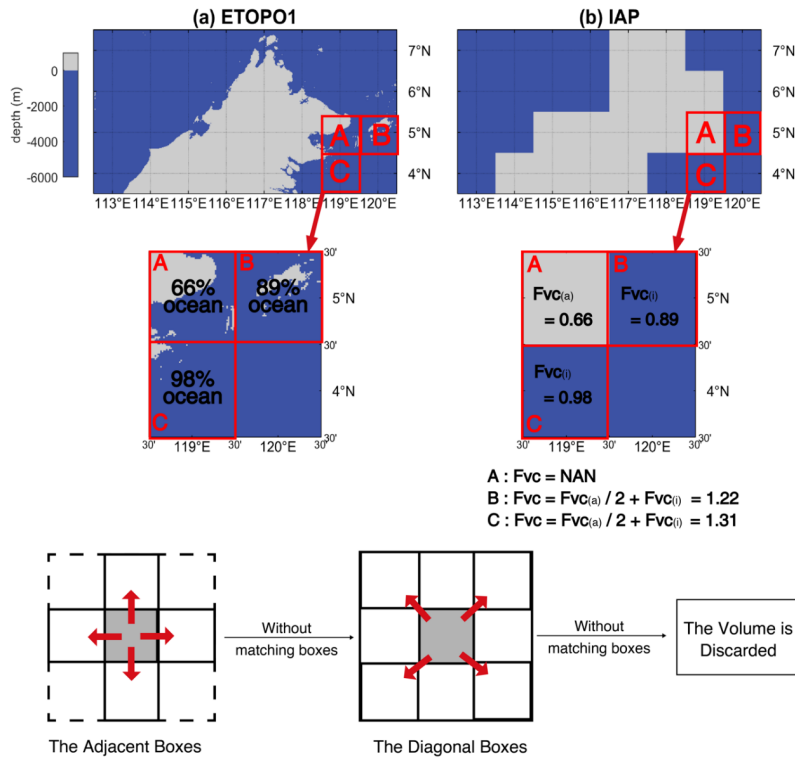 (a) ETOPO1
(b) IAP
depth (m)
0
-2000
-4000
-6000
7°N
6°N
5°N
4°N
113°E 114°E 115°E 116°E 117°E 118°E 119°E 120°E
A B
C
7°N
6°N
5°N
4°N
113°E 114°E 115°E 116°E 117°E 118°E 119°E 120°E
A B
C
A
66%
ocean
B
89%
ocean
98%
ocean
C
30'
5°N
30'
4°N
30' 119°E 30' 120°E 30'
A
Fvc(a)
= 0.66
B
Fvc(i)
= 0.89
Fvc(i)
= 0.98
C
30'
5°N
30'
4°N
30' 119°E 30' 120°E 30'
A : Fvc = NAN
B : Fvc = Fvc(a) / 2 + Fvc(i) = 1.22
C : Fvc = Fvc(a) / 2 + Fvc(i) = 1.31
Without
matching boxes
Without
matching boxes
The Volume is
Discarded
The Adjacent Boxes
The Diagonal Boxes